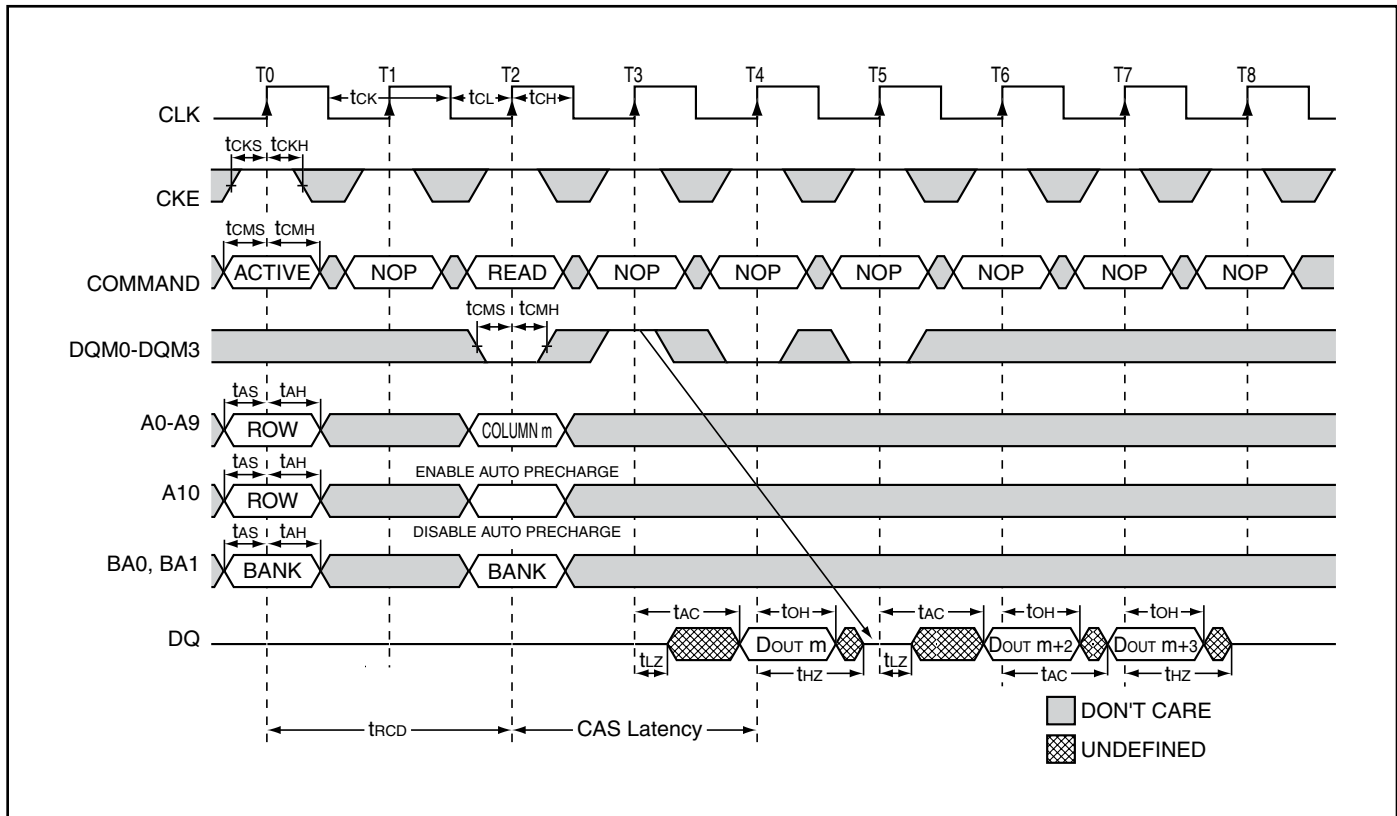 T0 T1 T2 T3 T4 T5 T6 T7 T8
tCK tCL tCH
CLK
tCKS tCKH
CKE
tCMS tCMH
COMMAND ACTIVE NOP READ NOP NOP NOP NOP NOP NOP
tCMS tCMH
DQM0-DQM3
tAS tAH
A0-A9 ROW COLUMN m
tAS tAH ENABLE AUTO PRECHARGE
A10 ROW
tAS tAH DISABLE AUTO PRECHARGE
BA0, BA1 BANK BANK
tAC tOH tAC tOH tOH
DQ DOUT m DOUT m+2 DOUT m+3
tLZ tHZ tLZ tAC tHZ
DON'T CARE
tRCD CAS Latency
UNDEFINED